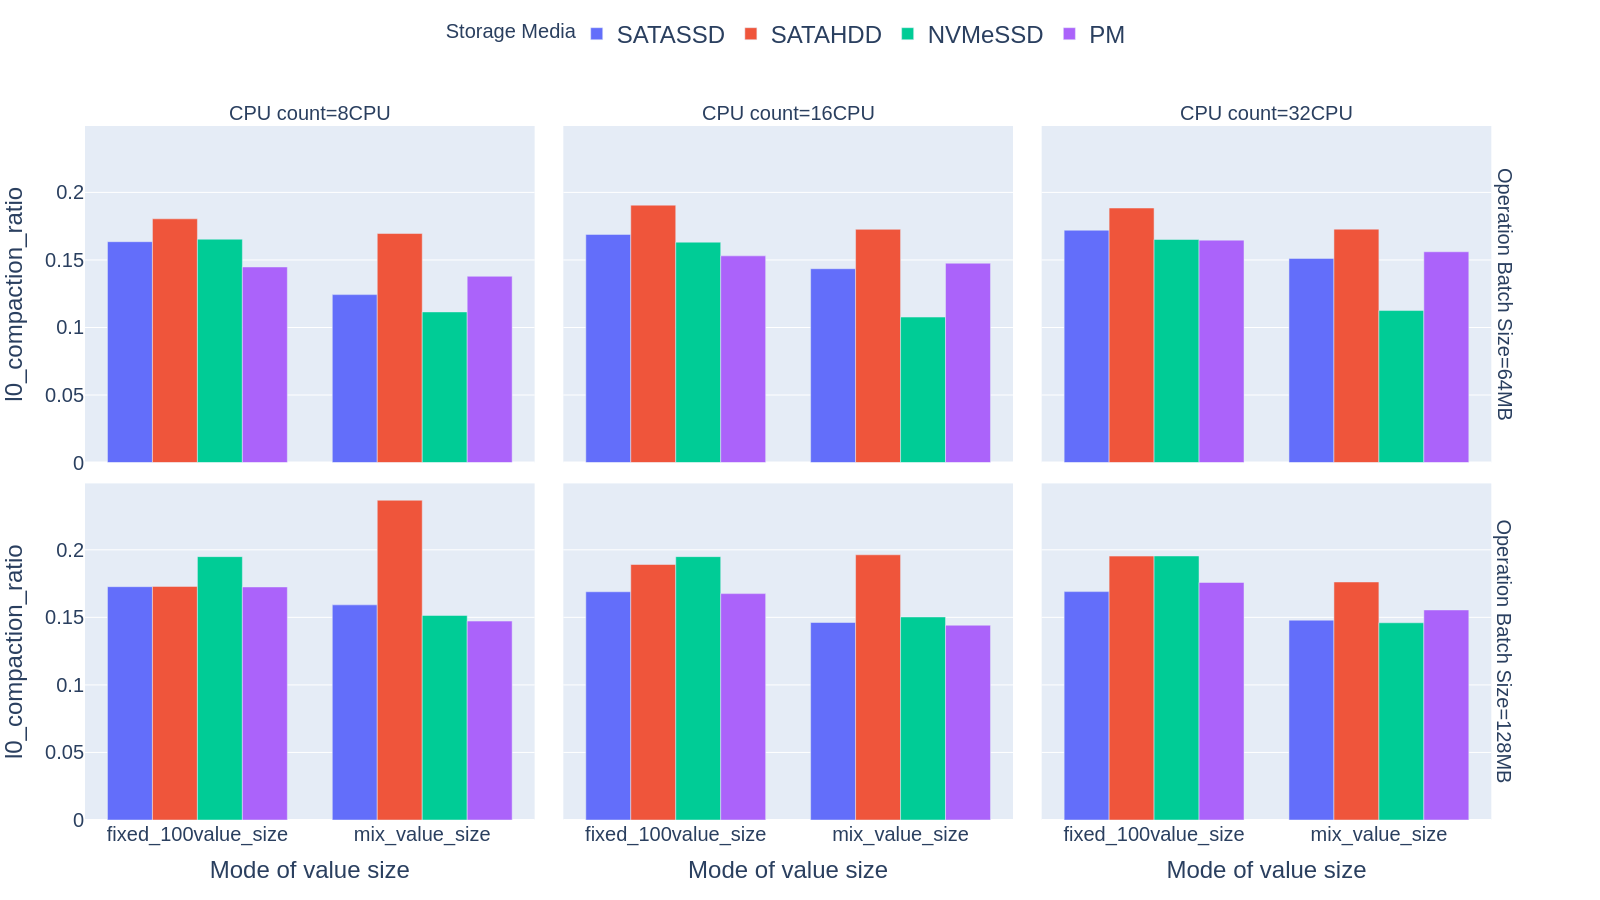 Storage Media SATASSD SATAHDD NVMeSSD PM
CPU count=8CPU
CPU count=16CPU
CPU count=32CPU
l0_compaction_ratio
0.2
0.15
0.1
0.05
0
Operation Batch Size=64MB
l0_compaction_ratio
0.2
0.15
0.1
0.05
0
Operation Batch Size=128MB
fixed_100value_size mix_value_size
fixed_100value_size mix_value_size
fixed_100value_size mix_value_size
Mode of value size
Mode of value size
Mode of value size